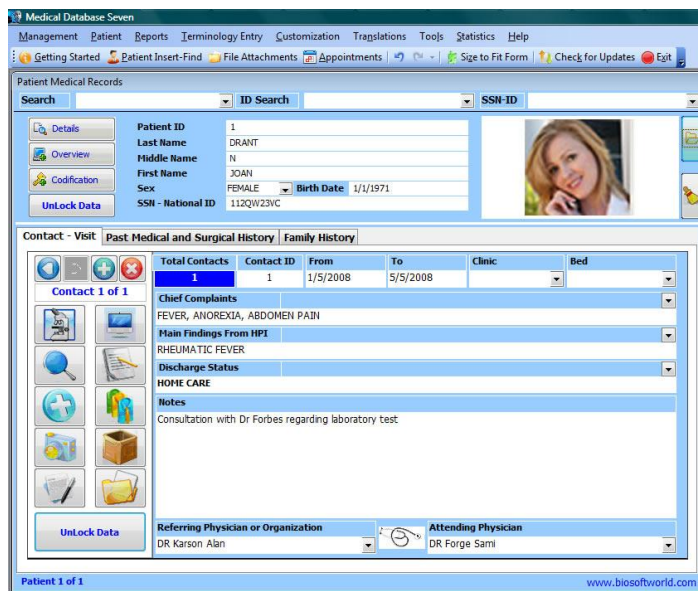 Medical Database Seven
Management Patient Reports Terminology Entry Customization Translations Tools Statistics Help
Getting Started Patient Insert-Find File Attachments Appointments Size to Fit Form Check for Updates Exit
Patient Medical Records
Search ID Search SSN-ID
Details
Overview
Codification
UnLock Data
Patient ID 1
Last Name DRANT
Middle Name N
First Name JOAN
Sex FEMALE Birth Date 1/1/1971
SSN - National ID 112QW23VC
Contact - Visit Past Medical and Surgical History Family History
Contact 1 of 1
UnLock Data
Total Contacts Contact ID From To Clinic Bed
1 1 1/5/2008 5/5/2008
Chief Complaints
FEVER, ANOREXIA, ABDOMEN PAIN
Main Findings From HPI
RHEUMATIC FEVER
Discharge Status
HOME CARE
Notes
Consultation with Dr Forbes regarding laboratory test
Referring Physician or Organization Attending Physician
DR Karson Alan DR Forge Sami
Patient 1 of 1 www.biosoftworld.com